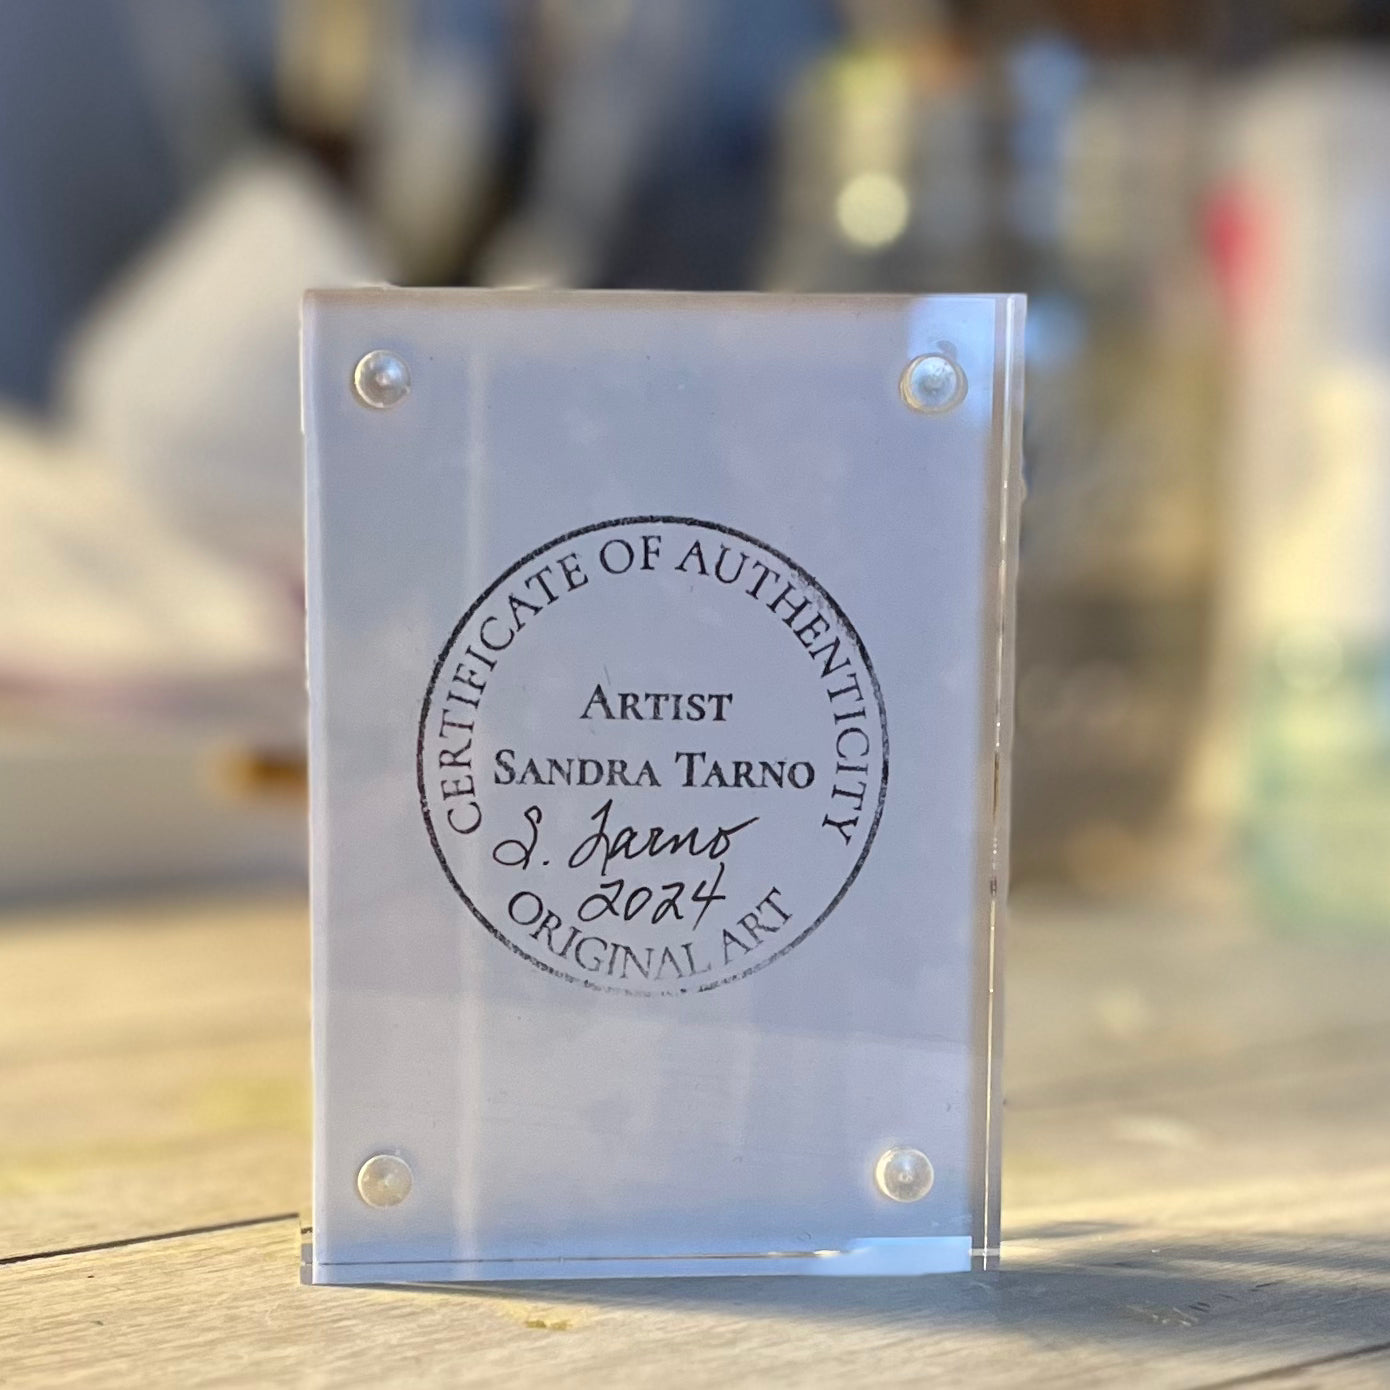 CERTIFICATE OF AUTHENTICITY
ARTIST
SANDRA TARNO
S. Tarno
2024
ORIGINAL ART